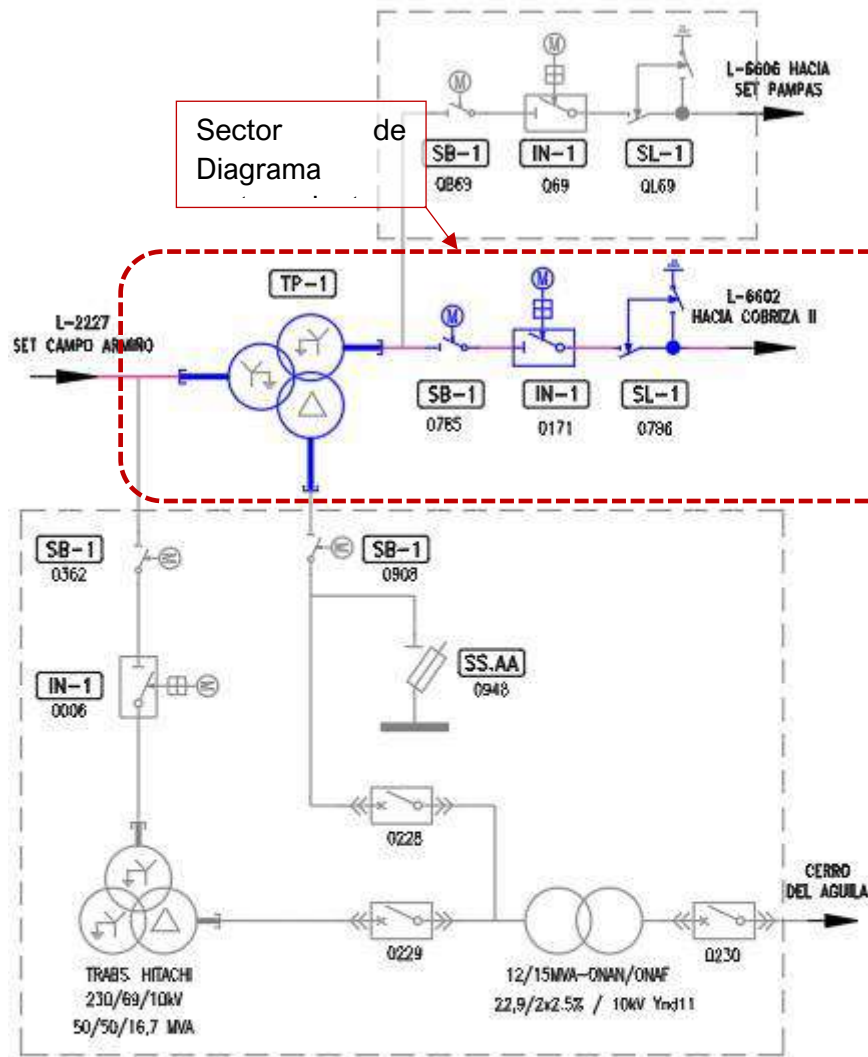 L-6606 HACIA
SET PAMPAS
M
M
SB-1
QB69
IN-1
Q69
SL-1
QL69
Sector de
Diagrama
TP-1
L-2227
SET CAMPO ARMIÑO
M
M
L-6602
HACIA COBRIZA II
SB-1
0785
IN-1
0171
SL-1
0786
SB-1
0362
M
SB-1
0908
M
IN-1
0006
M
SS.AA
0948
0228
0229
0230
CERRO
DEL AGUILA
TRABS. HITACHI
230/69/10kV
50/50/16,7 MVA
12/15MVA-ONAN/ONAF
22,9/2x2.5% / 10kV Ynd11